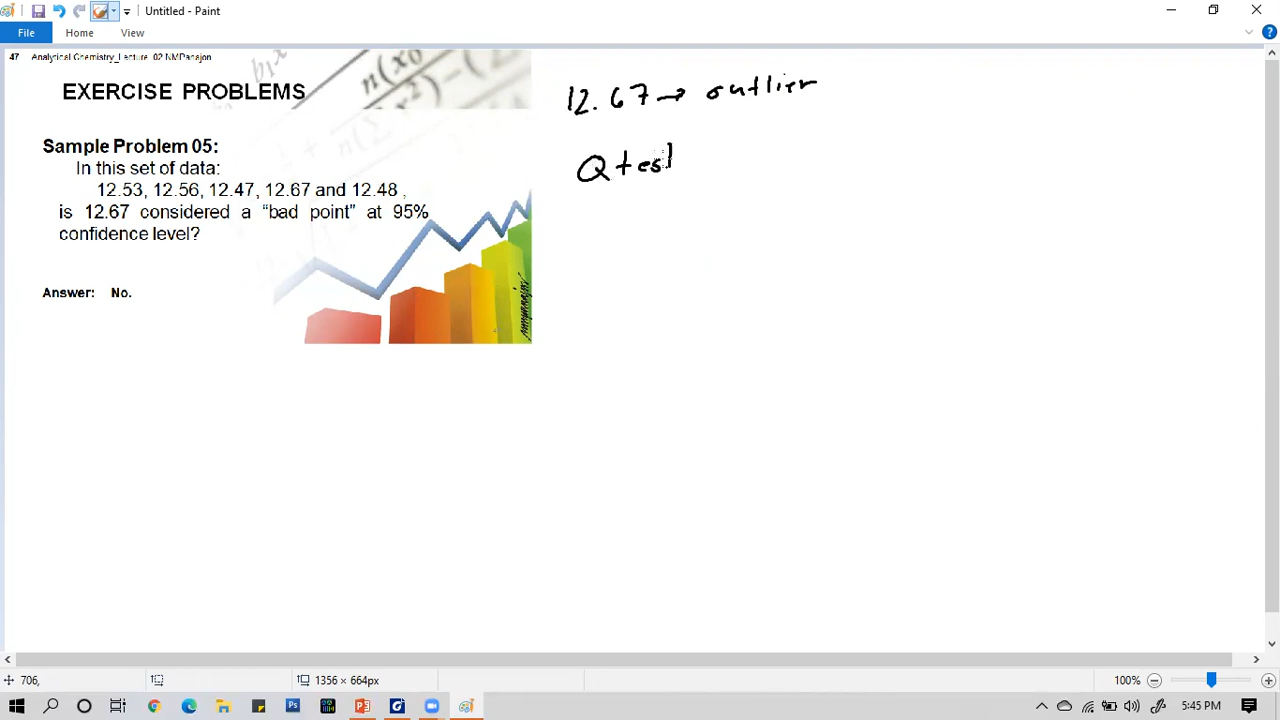 Untitled - Paint
File Home View
47 Analytical Chemistry_Lecture 02 NMPanajon
EXERCISE PROBLEMS
Sample Problem 05:
In this set of data:
12.53, 12.56, 12.47, 12.67 and 12.48 ,
is 12.67 considered a “bad point” at 95%
confidence level?
Answer: No.
12.67 → outlier
Q test
706,
1356 × 664px
100%
5:45 PM